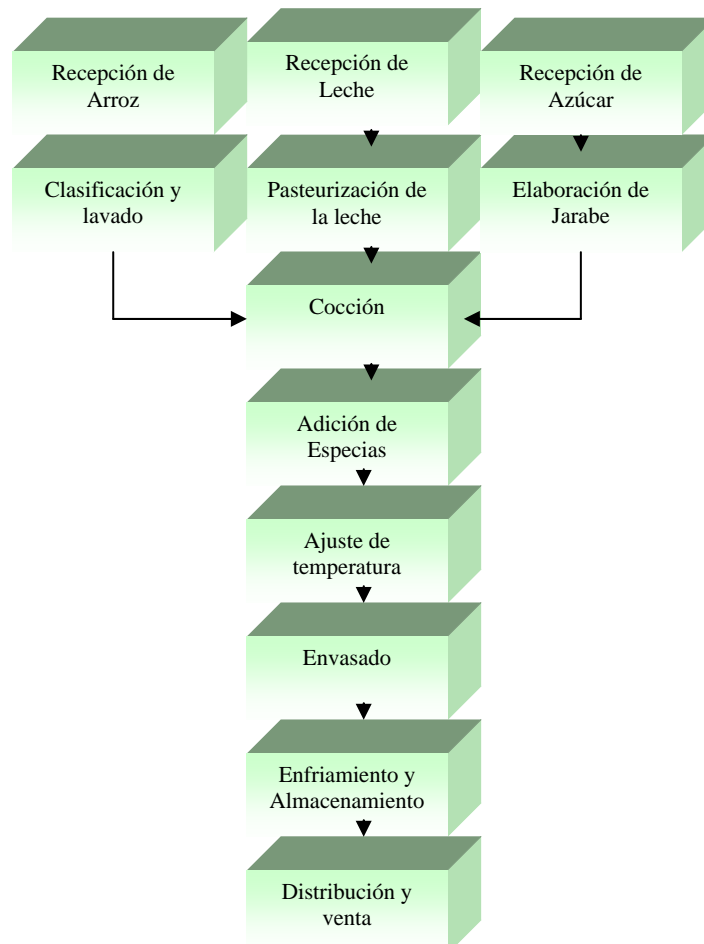 Recepción de
Arroz
Recepción de
Leche
Recepción de
Azúcar
Clasificación y
lavado
Pasteurización de
la leche
Elaboración de
Jarabe
Cocción
Adición de
Especias
Ajuste de
temperatura
Envasado
Enfriamiento y
Almacenamiento
Distribución y
venta